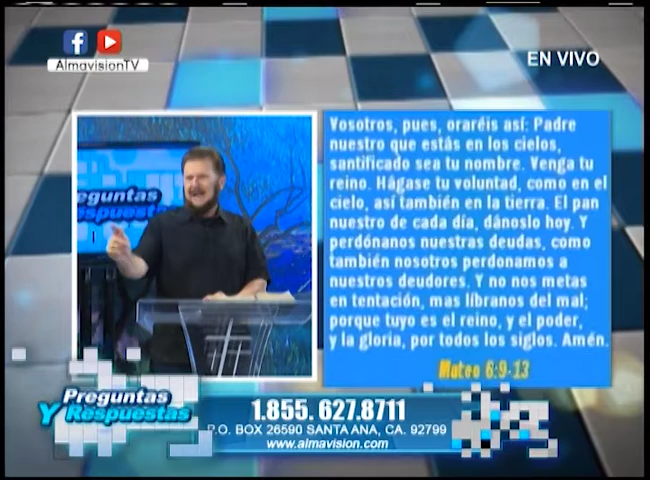 AlmavisionTV
EN VIVO
Vosotros, pues, oraréis así: Padre
nuestro que estás en los cielos,
santificado sea tu nombre. Venga tu
reino. Hágase tu voluntad, como en el
cielo, así también en la tierra. El pan
nuestro de cada día, dánoslo hoy. Y
perdónanos nuestras deudas, como
también nosotros perdonamos a
nuestros deudores. Y no nos metas
en tentación, mas líbranos del mal;
porque tuyo es el reino, y el poder,
y la gloria, por todos los siglos. Amén.
Mateo 6:9-13
eguntas
espuesta
Preguntas
Y Respuestas
1.855. 627.8711
P.O. BOX 26590 SANTA ANA, CA. 92799
www.almavision.com